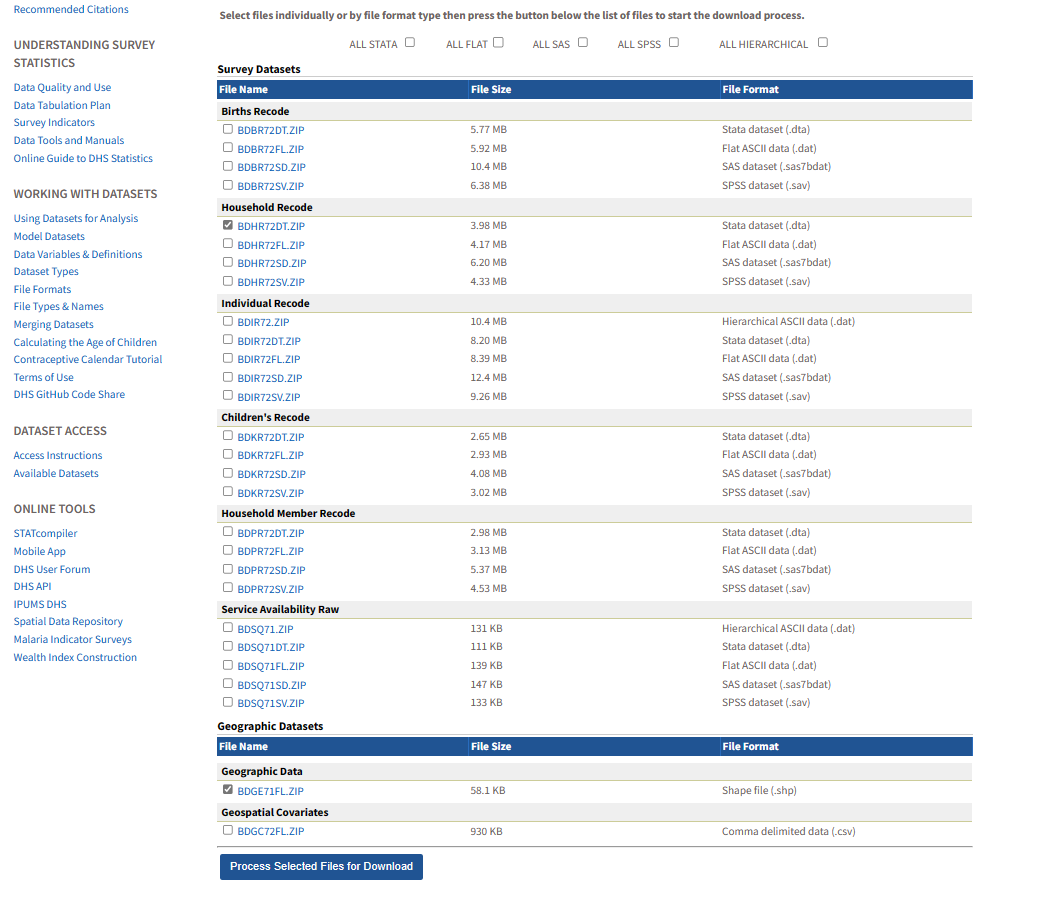 Recommended Citations
UNDERSTANDING SURVEY
STATISTICS
Data Quality and Use
Data Tabulation Plan
Survey Indicators
Data Tools and Manuals
Online Guide to DHS Statistics
WORKING WITH DATASETS
Using Datasets for Analysis
Model Datasets
Data Variables & Definitions
Dataset Types
File Formats
File Types & Names
Merging Datasets
Calculating the Age of Children
Contraceptive Calendar Tutorial
Terms of Use
DHS GitHub Code Share
DATASET ACCESS
Access Instructions
Available Datasets
ONLINE TOOLS
STATcompiler
Mobile App
DHS User Forum
DHS API
IPUMS DHS
Spatial Data Repository
Malaria Indicator Surveys
Wealth Index Construction
Select files individually or by file format type then press the button below the list of files to start the download process.
ALL STATA ALL FLAT ALL SAS ALL SPSS ALL HIERARCHICAL
Survey Datasets
File Name File Size File Format
Births Recode
BDBR72DT.ZIP 5.77 MB Stata dataset (.dta)
BDBR72FL.ZIP 5.92 MB Flat ASCII data (.dat)
BDBR72SD.ZIP 10.4 MB SAS dataset (.sas7bdat)
BDBR72SV.ZIP 6.38 MB SPSS dataset (.sav)
Household Recode
BDHR72DT.ZIP 3.98 MB Stata dataset (.dta)
BDHR72FL.ZIP 4.17 MB Flat ASCII data (.dat)
BDHR72SD.ZIP 6.20 MB SAS dataset (.sas7bdat)
BDHR72SV.ZIP 4.33 MB SPSS dataset (.sav)
Individual Recode
BDIR72.ZIP 10.4 MB Hierarchical ASCII data (.dat)
BDIR72DT.ZIP 8.20 MB Stata dataset (.dta)
BDIR72FL.ZIP 8.39 MB Flat ASCII data (.dat)
BDIR72SD.ZIP 12.4 MB SAS dataset (.sas7bdat)
BDIR72SV.ZIP 9.26 MB SPSS dataset (.sav)
Children's Recode
BDKR72DT.ZIP 2.65 MB Stata dataset (.dta)
BDKR72FL.ZIP 2.93 MB Flat ASCII data (.dat)
BDKR72SD.ZIP 4.08 MB SAS dataset (.sas7bdat)
BDKR72SV.ZIP 3.02 MB SPSS dataset (.sav)
Household Member Recode
BDPR72DT.ZIP 2.98 MB Stata dataset (.dta)
BDPR72FL.ZIP 3.13 MB Flat ASCII data (.dat)
BDPR72SD.ZIP 5.37 MB SAS dataset (.sas7bdat)
BDPR72SV.ZIP 4.53 MB SPSS dataset (.sav)
Service Availability Raw
BDSQ71.ZIP 131 KB Hierarchical ASCII data (.dat)
BDSQ71DT.ZIP 111 KB Stata dataset (.dta)
BDSQ71FL.ZIP 139 KB Flat ASCII data (.dat)
BDSQ71SD.ZIP 147 KB SAS dataset (.sas7bdat)
BDSQ71SV.ZIP 133 KB SPSS dataset (.sav)
Geographic Datasets
File Name File Size File Format
Geographic Data
BDGE71FL.ZIP 58.1 KB Shape file (.shp)
Geospatial Covariates
BDGC72FL.ZIP 930 KB Comma delimited data (.csv)
Process Selected Files for Download